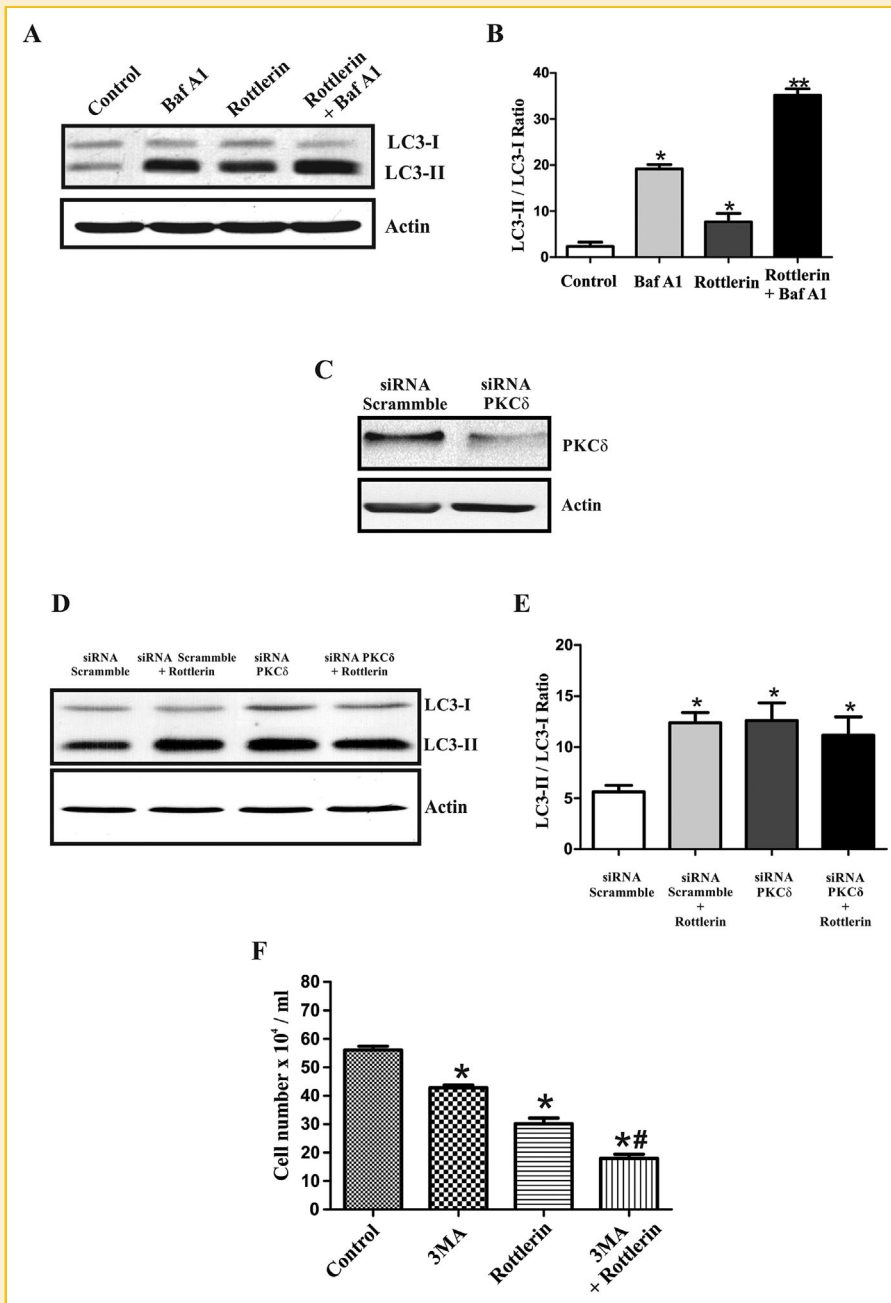 A
Control
Baf A1
Rottlerin
Rottlerin
+ Baf A1
LC3-I
LC3-II
Actin
B
LC3-II / LC3-I Ratio
40
30
20
10
0
*
*
**
Control
Baf A1
Rottlerin
Rottlerin
+ Baf A1
C
siRNA
Scrammble
siRNA
PKCδ
PKCδ
Actin
D
siRNA
Scrammble
siRNA Scrammble
+ Rottlerin
siRNA
PKCδ
siRNA PKCδ
+ Rottlerin
LC3-I
LC3-II
Actin
E
LC3-II / LC3-I Ratio
20
15
10
5
0
*
*
*
siRNA
Scrammble
siRNA
Scrammble
+
Rottlerin
siRNA
PKCδ
siRNA
PKCδ
+
Rottlerin
F
Cell number x 10⁴ / ml
80
70
60
50
40
30
20
10
0
*
*
*#
Control
3MA
Rottlerin
3MA
+ Rottlerin